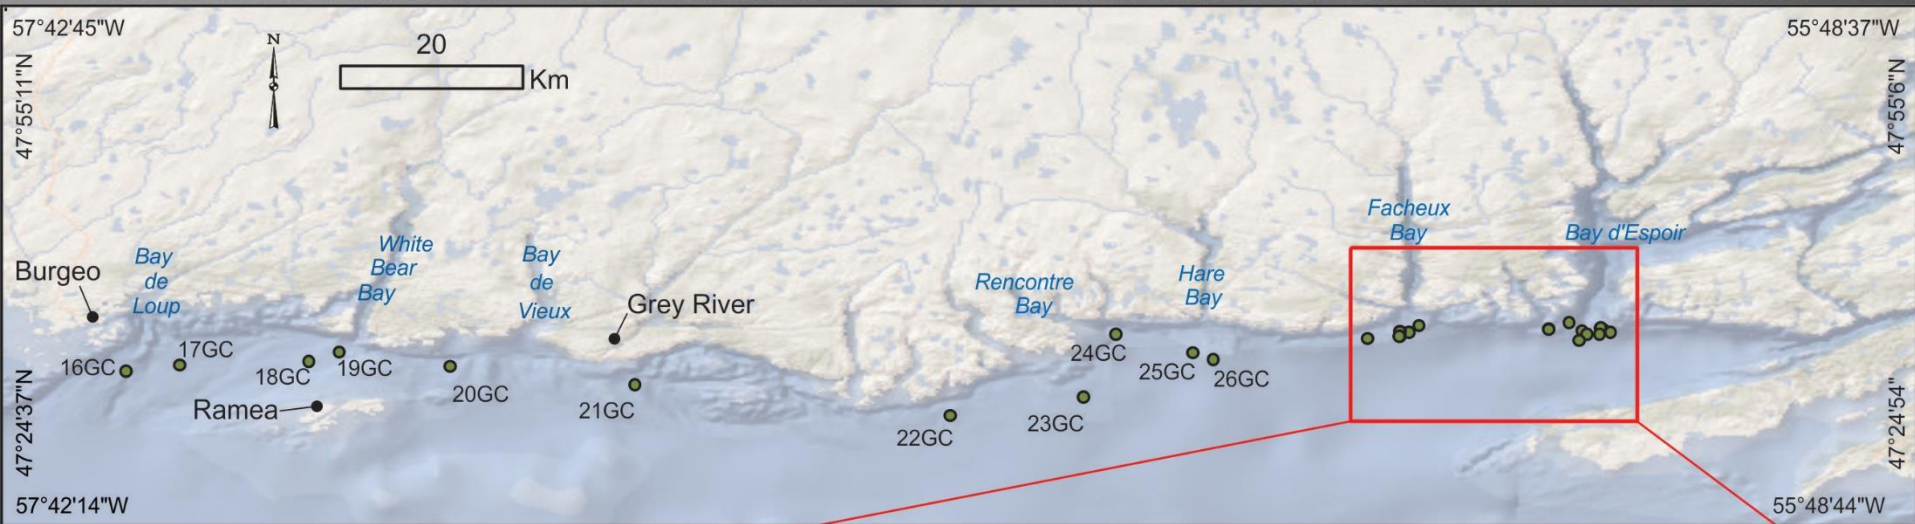 57°42'45"W
55°48'37"W
N
20
Km
47°55'11"N
47°55'6"N
Facheux
Bay
Bay d'Espoir
White
Bear
Bay
Bay
de
Loup
Bay
de
Vieux
Burgeo
Rencontre
Bay
Hare
Bay
Grey River
16GC
17GC
18GC
19GC
20GC
21GC
22GC
23GC
24GC
25GC
26GC
Ramea
47°24'37"N
47°24'54"
57°42'14"W
55°48'44"W